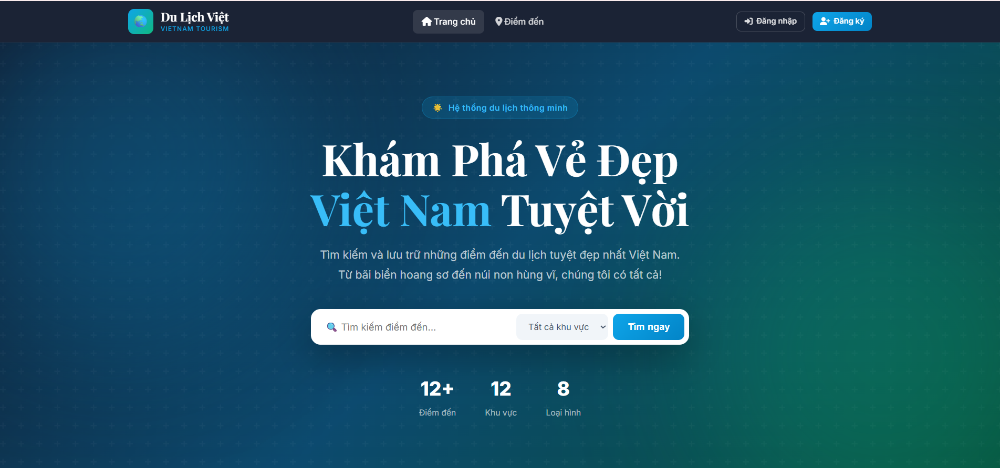 Du Lịch Việt
VIETNAM TOURISM
Trang chủ
Điểm đến
Đăng nhập
Đăng ký
Hệ thống du lịch thông minh
Khám Phá Vẻ Đẹp
Việt Nam Tuyệt Vời
Tìm kiếm và lưu trữ những điểm đến du lịch tuyệt đẹp nhất Việt Nam.
Từ bãi biển hoang sơ đến núi non hùng vĩ, chúng tôi có tất cả!
Tìm kiếm điểm đến...
Tất cả khu vực
Tìm ngay
12+
Điểm đến
12
Khu vực
8
Loại hình